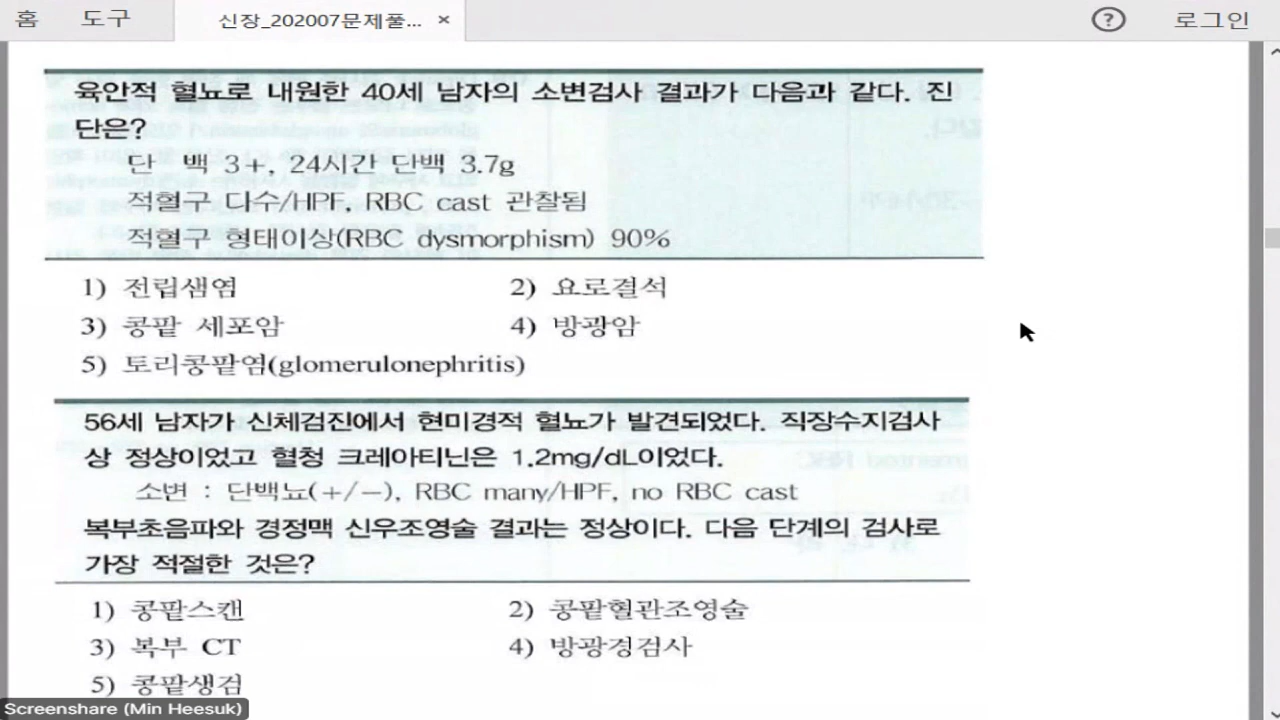 홈 도구 신장_202007문제풀... × ? 로그인
육안적 혈뇨로 내원한 40세 남자의 소변검사 결과가 다음과 같다. 진
단은?
단 백 3+, 24시간 단백 3.7g
적혈구 다수/HPF, RBC cast 관찰됨
적혈구 형태이상(RBC dysmorphism) 90%
1) 전립샘염 2) 요로결석
3) 콩팥 세포암 4) 방광암
5) 토리콩팥염(glomerulonephritis)
56세 남자가 신체검진에서 현미경적 혈뇨가 발견되었다. 직장수지검사
상 정상이었고 혈청 크레아티닌은 1.2mg/dL이었다.
소변 : 단백뇨(+/-), RBC many/HPF, no RBC cast
복부초음파와 경정맥 신우조영술 결과는 정상이다. 다음 단계의 검사로
가장 적절한 것은?
1) 콩팥스캔 2) 콩팥혈관조영술
3) 복부 CT 4) 방광경검사
5) 콩팥생검
Screenshare (Min Heesuk)